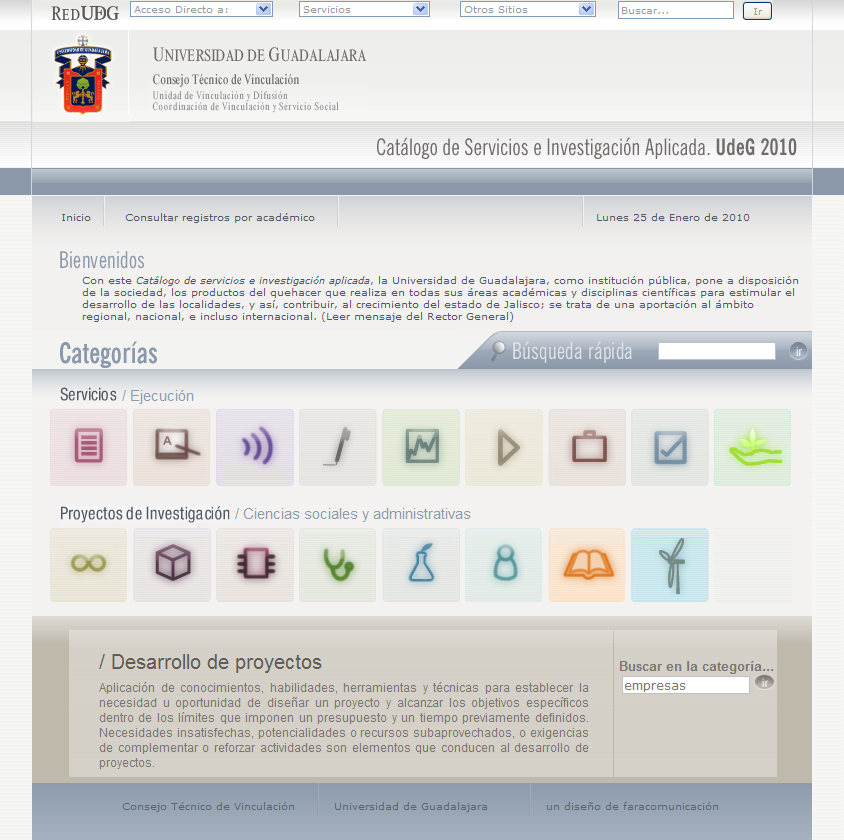 RED UDG
Acceso Directo a:
Servicios
Otros Sitios
Buscar...
Ir
UNIVERSIDAD DE GUADALAJARA
Consejo Técnico de Vinculación
Unidad de Vinculación y Difusión
Coordinación de Vinculación y Servicio Social
Catálogo de Servicios e Investigación Aplicada. UdeG 2010
Inicio
Consultar registros por académico
Lunes 25 de Enero de 2010
Bienvenidos
Con este Catálogo de servicios e investigación aplicada, la Universidad de Guadalajara, como institución pública, pone a disposición
de la sociedad, los productos del quehacer que realiza en todas sus áreas académicas y disciplinas científicas para estimular el
desarrollo de las localidades, y así, contribuir, al crecimiento del estado de Jalisco; se trata de una aportación al ámbito
regional, nacional, e incluso internacional. (Leer mensaje del Rector General)
Categorías
Búsqueda rápida
ir
Servicios / Ejecución
A
Proyectos de Investigación / Ciencias sociales y administrativas
/ Desarrollo de proyectos
Aplicación de conocimientos, habilidades, herramientas y técnicas para establecer la
necesidad u oportunidad de diseñar un proyecto y alcanzar los objetivos específicos
dentro de los límites que imponen un presupuesto y un tiempo previamente definidos.
Necesidades insatisfechas, potencialidades o recursos subaprovechados, o exigencias
de complementar o reforzar actividades son elementos que conducen al desarrollo de
proyectos.
Buscar en la categoría...
empresas
ir
Consejo Técnico de Vinculación
Universidad de Guadalajara
un diseño de faracomunicación